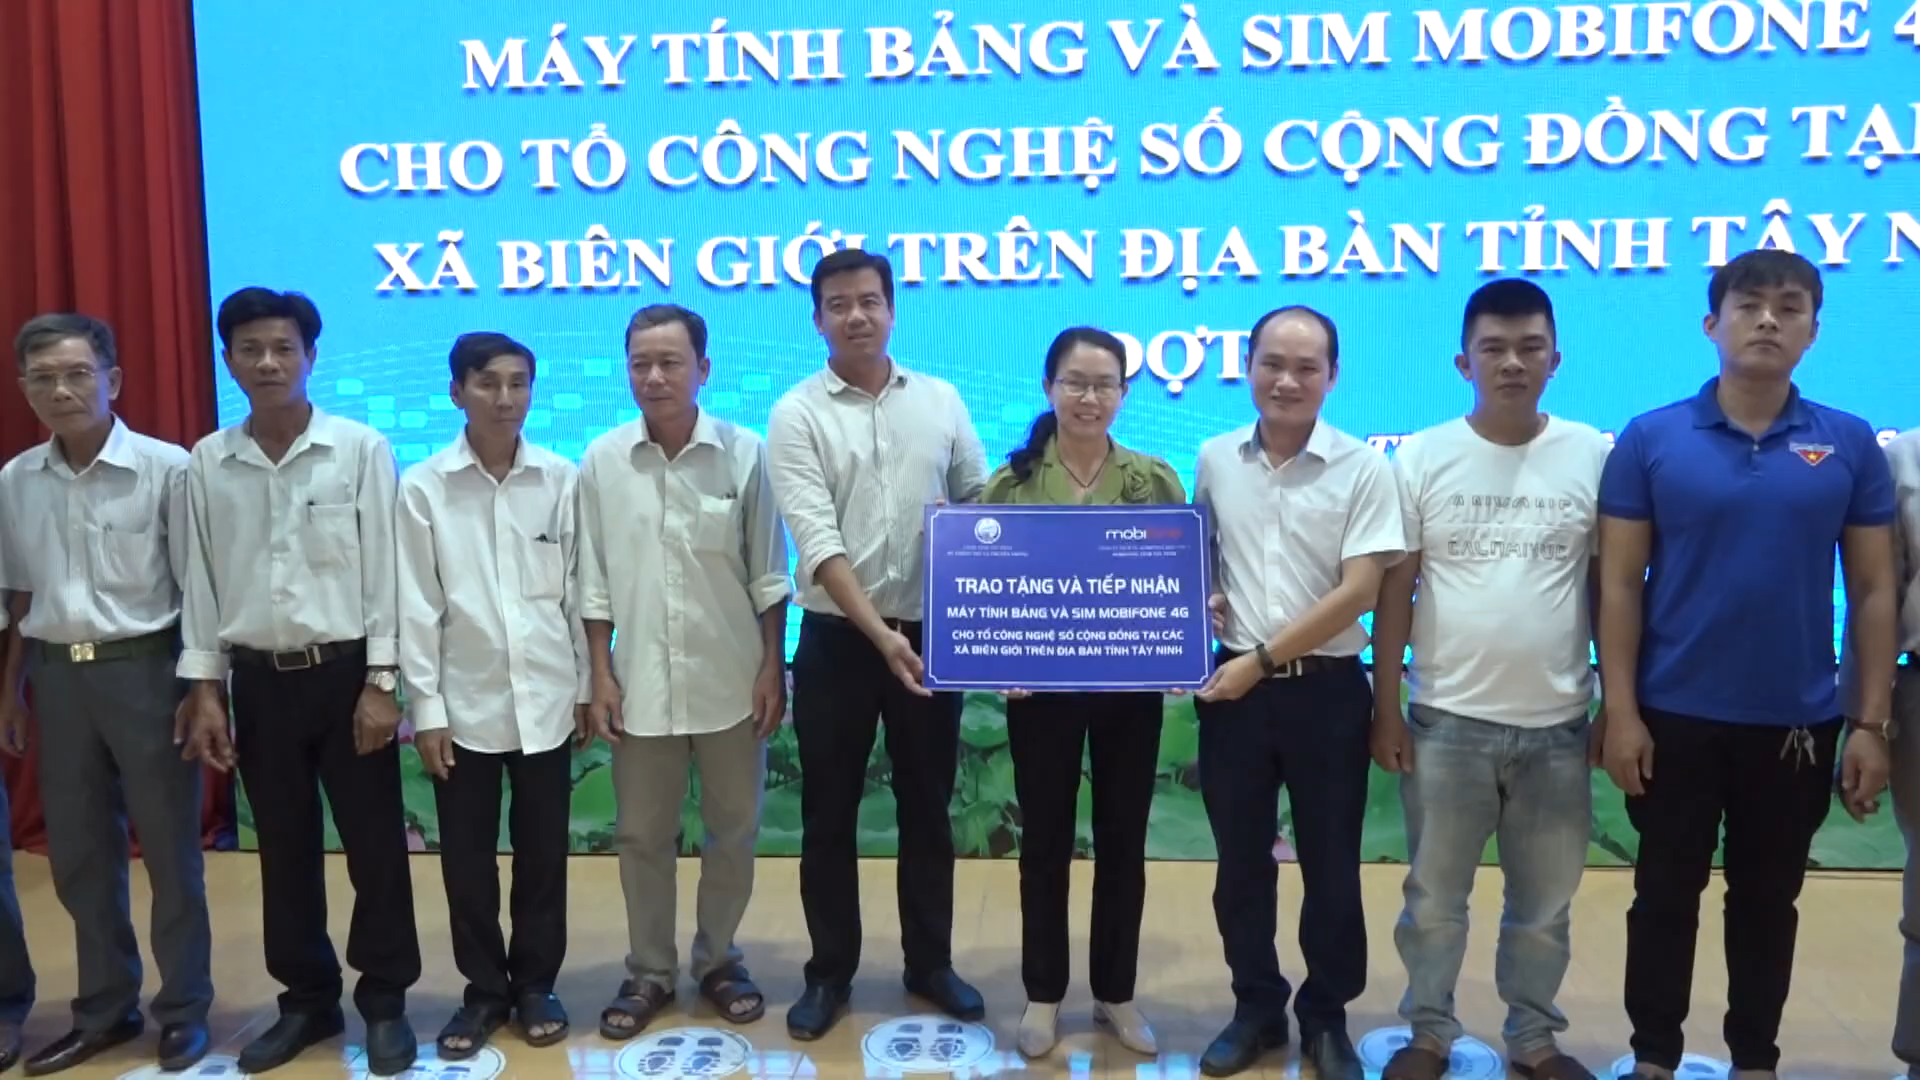 MÁY TÍNH BẢNG VÀ SIM MOBIFONE 4
CHO TỔ CÔNG NGHỆ SỐ CỘNG ĐỒNG TẠI
XÃ BIÊN GIỚI TRÊN ĐỊA BÀN TỈNH TÂY N
ĐỢT
mobifone
TRAO TẶNG VÀ TIẾP NHẬN
MÁY TÍNH BẢNG VÀ SIM MOBIFONE 4G
CHO TỔ CÔNG NGHỆ SỐ CỘNG ĐỒNG TẠI CÁC
XÃ BIÊN GIỚI TRÊN ĐỊA BÀN TỈNH TÂY NINH